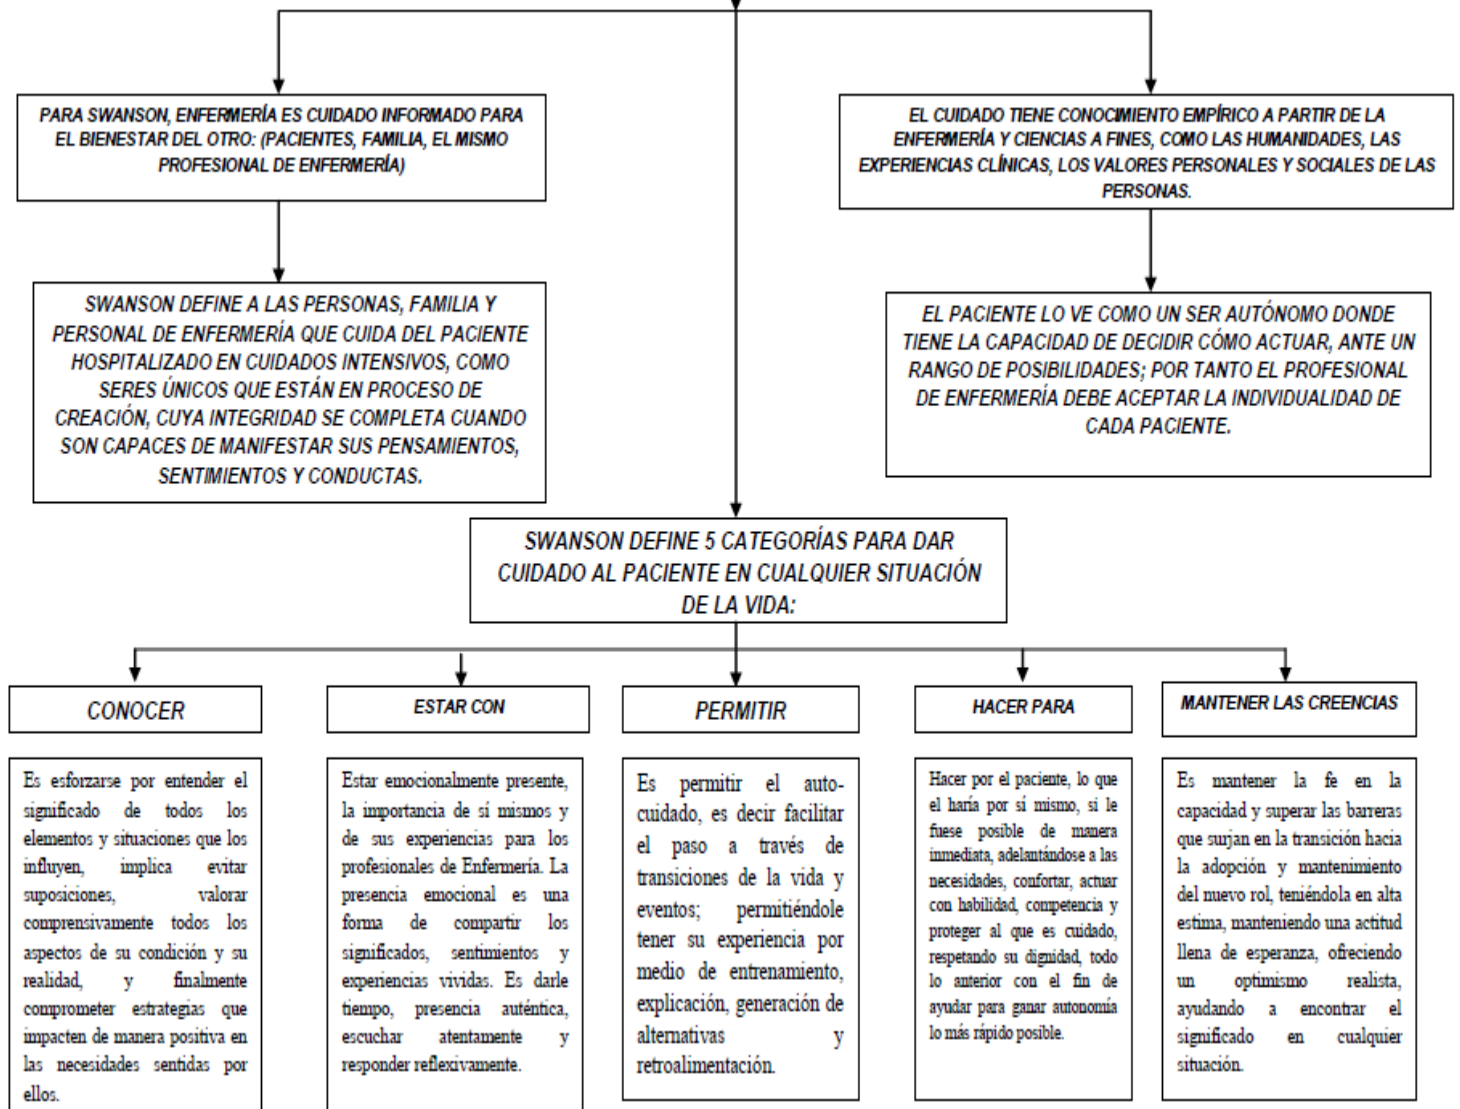 PARA SWANSON, ENFERMERÍA ES CUIDADO INFORMADO PARA
EL BIENESTAR DEL OTRO: (PACIENTES, FAMILIA, EL MISMO
PROFESIONAL DE ENFERMERÍA)
EL CUIDADO TIENE CONOCIMIENTO EMPÍRICO A PARTIR DE LA
ENFERMERÍA Y CIENCIAS A FINES, COMO LAS HUMANIDADES, LAS
EXPERIENCIAS CLÍNICAS, LOS VALORES PERSONALES Y SOCIALES DE LAS
PERSONAS.
SWANSON DEFINE A LAS PERSONAS, FAMILIA Y
PERSONAL DE ENFERMERÍA QUE CUIDA DEL PACIENTE
HOSPITALIZADO EN CUIDADOS INTENSIVOS, COMO
SERES ÚNICOS QUE ESTÁN EN PROCESO DE
CREACIÓN, CUYA INTEGRIDAD SE COMPLETA CUANDO
SON CAPACES DE MANIFESTAR SUS PENSAMIENTOS,
SENTIMIENTOS Y CONDUCTAS.
EL PACIENTE LO VE COMO UN SER AUTÓNOMO DONDE
TIENE LA CAPACIDAD DE DECIDIR CÓMO ACTUAR, ANTE UN
RANGO DE POSIBILIDADES; POR TANTO EL PROFESIONAL
DE ENFERMERÍA DEBE ACEPTAR LA INDIVIDUALIDAD DE
CADA PACIENTE.
SWANSON DEFINE 5 CATEGORÍAS PARA DAR
CUIDADO AL PACIENTE EN CUALQUIER SITUACIÓN
DE LA VIDA:
CONOCER
Es esforzarse por entender el
significado de todos los
elementos y situaciones que los
influyen, implica evitar
suposiciones, valorar
comprensivamente todos los
aspectos de su condición y su
realidad, y finalmente
comprometer estrategias que
impacten de manera positiva en
las necesidades sentidas por
ellos.
ESTAR CON
Estar emocionalmente presente,
la importancia de sí mismos y
de sus experiencias para los
profesionales de Enfermería. La
presencia emocional es una
forma de compartir los
significados, sentimientos y
experiencias vividas. Es darle
tiempo, presencia auténtica,
escuchar atentamente y
responder reflexivamente.
PERMITIR
Es permitir el auto-
cuidado, es decir facilitar
el paso a través de
transiciones de la vida y
eventos; permitiéndole
tener su experiencia por
medio de entrenamiento,
explicación, generación de
alternativas y
retroalimentación.
HACER PARA
Hacer por el paciente, lo que
el haría por sí mismo, si le
fuese posible de manera
inmediata, adelantándose a las
necesidades, confortar, actuar
con habilidad, competencia y
proteger al que es cuidado,
respetando su dignidad, todo
lo anterior con el fin de
ayudar para ganar autonomía
lo más rápido posible.
MANTENER LAS CREENCIAS
Es mantener la fe en la
capacidad y superar las barreras
que surjan en la transición hacia
la adopción y mantenimiento
del nuevo rol, teniéndola en alta
estima, manteniendo una actitud
llena de esperanza, ofreciendo
un optimismo realista,
ayudando a encontrar el
significado en cualquier
situación.